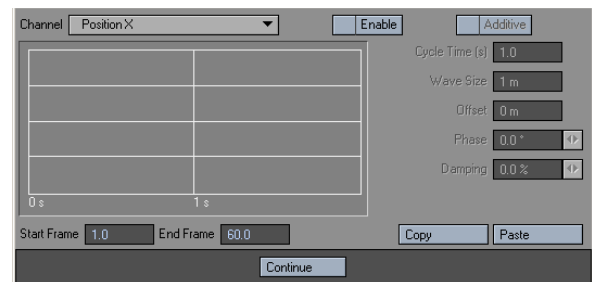 Channel Position.X Enable Additive
Cycle Time (s) 1.0
Wave Size 1 m
Offset 0 m
Phase 0.0 °
Damping 0.0 %
0 s 1 s
Start Frame 1.0 End Frame 60.0 Copy Paste
Continue